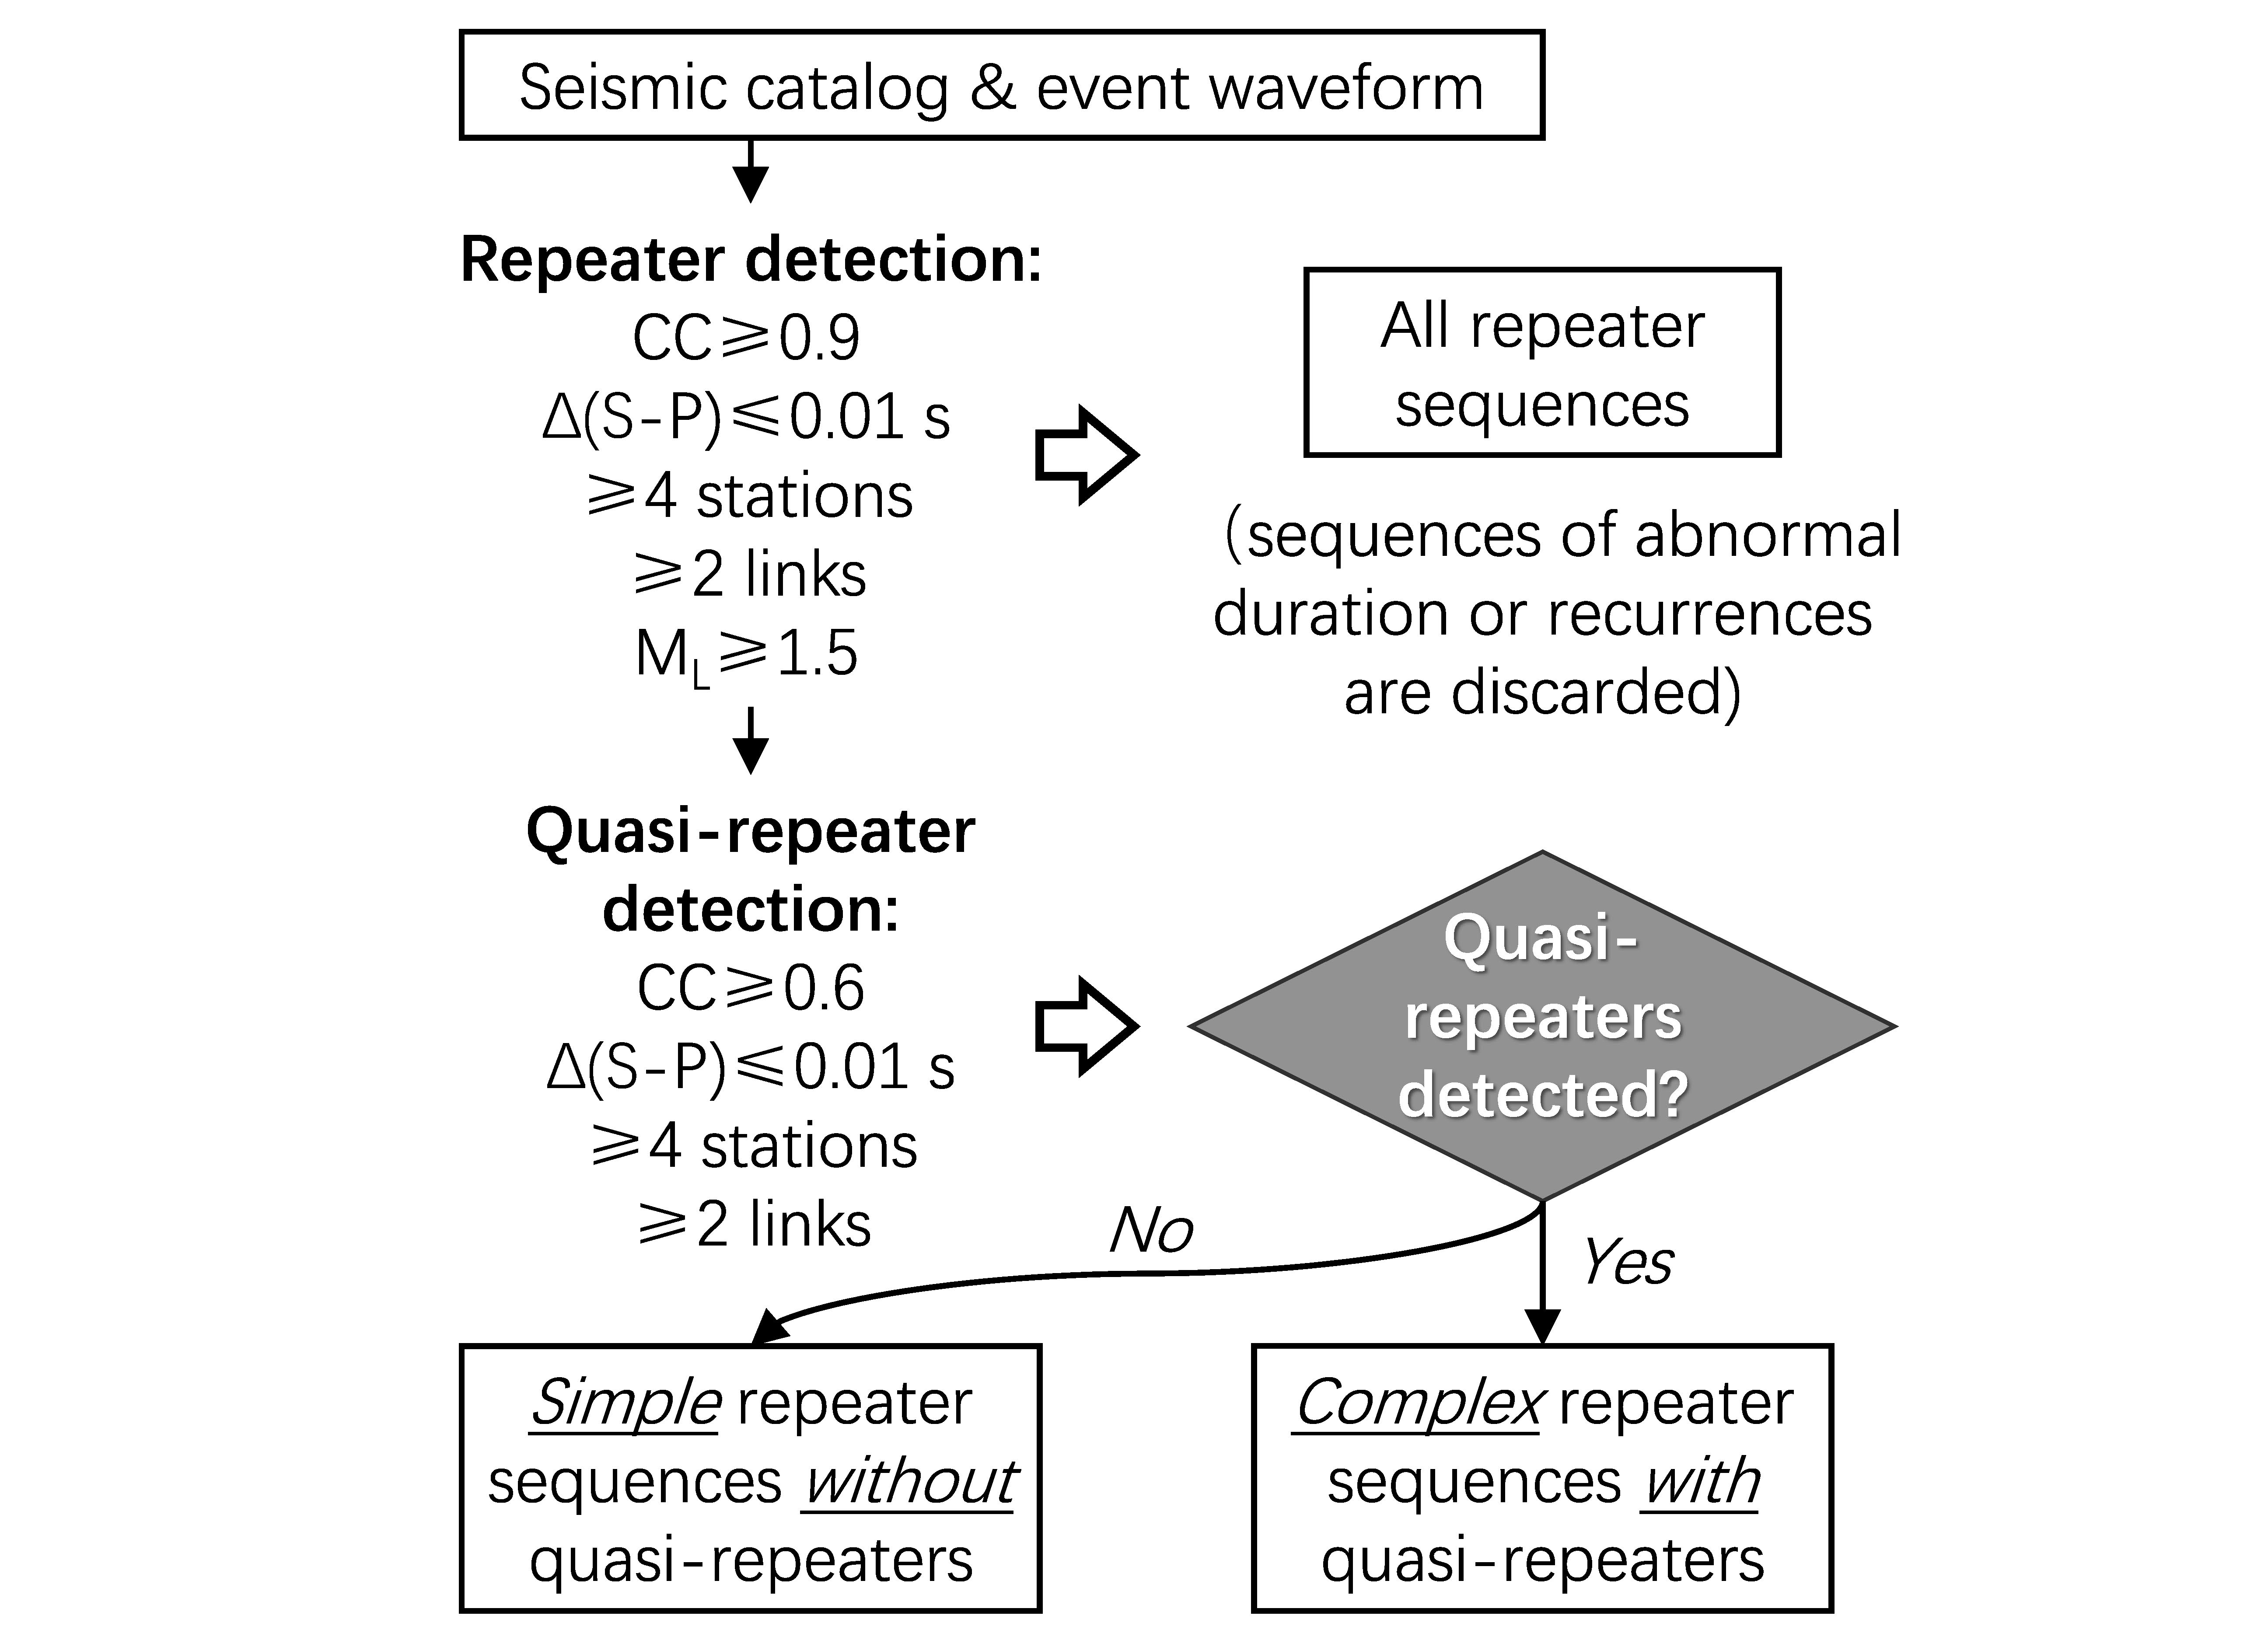 Seismic catalog & event waveform
Repeater detection:
CC⩾0.9
Δ(S-P)⩽0.01 s
⩾4 stations
⩾2 links
M_L⩾1.5
All repeater
sequences
(sequences of abnormal
duration or recurrences
are discarded)
Quasi-repeater
detection:
CC⩾0.6
Δ(S-P)⩽0.01 s
⩾4 stations
⩾2 links
Quasi-
repeaters
detected?
No
Yes
Simple repeater
sequences without
quasi-repeaters
Complex repeater
sequences with
quasi-repeaters